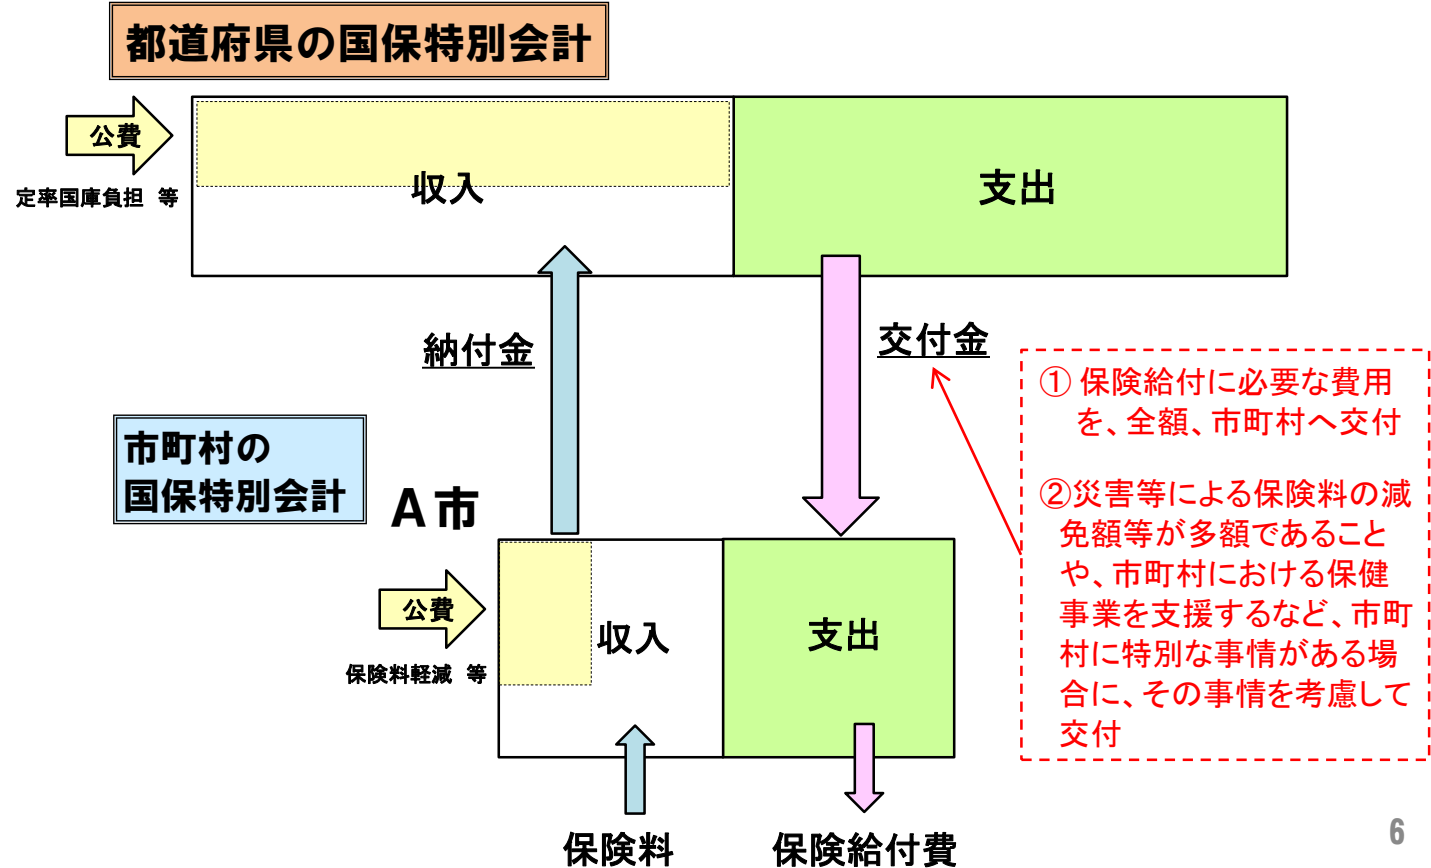 都道府県の国保特別会計
公費
定率国庫負担 等
収入
支出
納付金
交付金
① 保険給付に必要な費用
を、全額、市町村へ交付
②災害等による保険料の減
免額等が多額であること
や、市町村における保健
事業を支援するなど、市町
村に特別な事情がある場
合に、その事情を考慮して
交付
市町村の
国保特別会計
A市
公費
保険料軽減 等
収入
支出
保険料
保険給付費
6